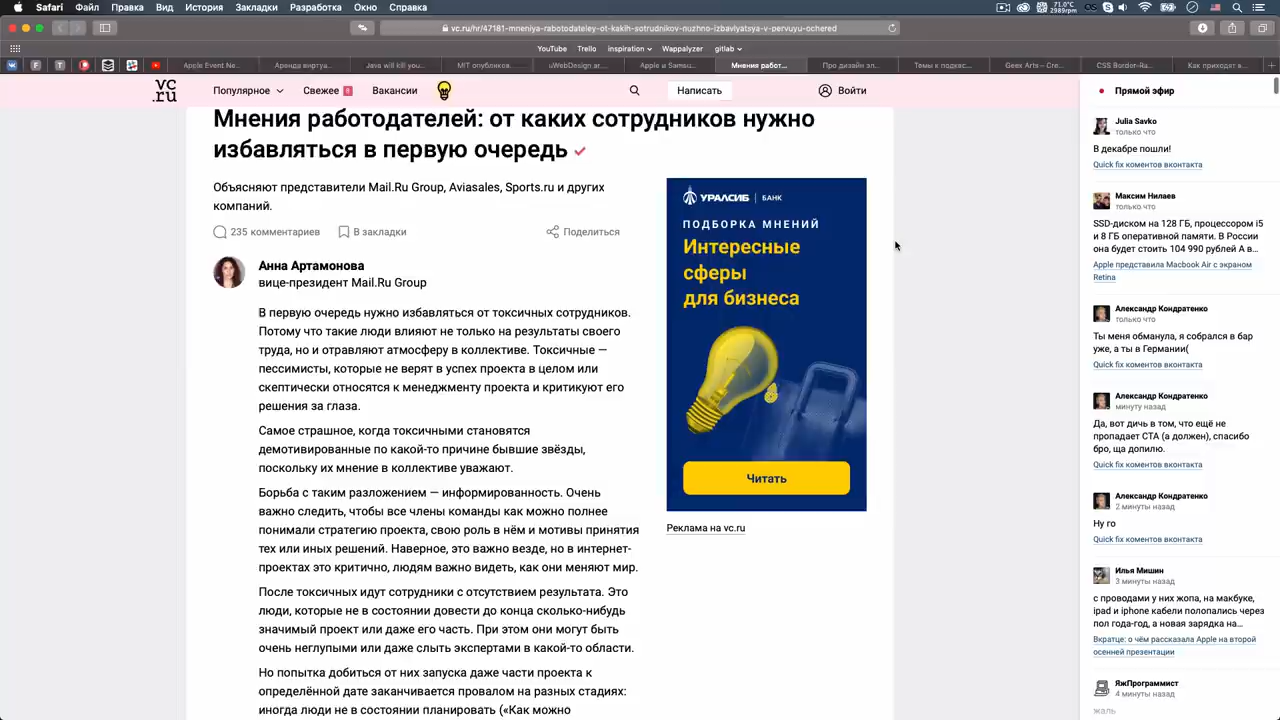 Safari Файл Правка Вид История Закладки Разработка Окно Справка
71,0°C
2389rpm
vc.ru/hr/47181-mneniya-rabotodateley-ot-kakih-sotrudnikov-nuzhno-izbavlyatsya-v-pervuyu-ochered
YouTube Trello inspiration Wappalyzer gitlab
Apple Event.Ne... Аренда виртуа... Java will kill you... МІТ опубликов... uWebDesign.ar... Apple и Samsu... Мнения работ... Про дизайн все... Темы к подкас... Geex Arts – Cre... CSS Border-Ra... Как приходят в...
vc.
.ru
Популярное Свежее 8 Вакансии Написать Войти
Мнения работодателей: от каких сотрудников нужно
избавляться в первую очередь
Объясняют представители Mail.Ru Group, Aviasales, Sports.ru и других
компаний.
235 комментариев В закладки Поделиться
Анна Артамонова
вице-президент Mail.Ru Group
В первую очередь нужно избавляться от токсичных сотрудников.
Потому что такие люди влияют не только на результаты своего
труда, но и отравляют атмосферу в коллективе. Токсичные —
пессимисты, которые не верят в успех проекта в целом или
скептически относятся к менеджменту проекта и критикуют его
решения за глаза.
Самое страшное, когда токсичными становятся
демотивированные по какой-то причине бывшие звёзды,
поскольку их мнение в коллективе уважают.
Борьба с таким разложением — информированность. Очень
важно следить, чтобы все члены команды как можно полнее
понимали стратегию проекта, свою роль в нём и мотивы принятия
тех или иных решений. Наверное, это важно везде, но в интернет-
проектах это критично, людям важно видеть, как они меняют мир.
После токсичных идут сотрудники с отсутствием результата. Это
люди, которые не в состоянии довести до конца сколько-нибудь
значимый проект или даже его часть. При этом они могут быть
очень неглупыми или даже слыть экспертами в какой-то области.
Но попытка добиться от них запуска даже части проекта к
определённой дате заканчивается провалом на разных стадиях:
иногда люди не в состоянии планировать («Как можно
УРАЛСИБ | БАНК
ПОДБОРКА МНЕНИЙ
Интересные
сферы
для бизнеса
Читать
Реклама на vc.ru
Прямой эфир
Julia Savko
только что
В декабре пошли!
Quick fix коментов вконтакта
Максим Нилаев
только что
SSD-диском на 128 ГБ, процессором i5
и 8 ГБ оперативной памяти. В России
она будет стоить 104 990 рублей А в...
Apple представила Macbook Air с экраном
Retina
Александр Кондратенко
только что
Ты меня обманула, я собрался в бар
уже, а ты в Германии(
Quick fix коментов вконтакта
Александр Кондратенко
минуту назад
Да, вот дичь в том, что ещё не
пропадает CTA (а должен), спасибо
бро, ща допилю.
Quick fix коментов вконтакта
Александр Кондратенко
2 минуты назад
Ну го
Quick fix коментов вконтакта
Илья Мишин
3 минуты назад
с проводами у них жопа, на макбуке,
ipad и iphone кабели полопались через
пол года-год, а новая зарядка на...
Вкратце: о чём рассказала Apple на второй
осенней презентации
ЯжПрограммист
4 минуты назад
жаль